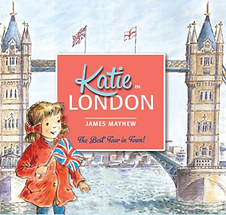 Katie IN
LONDON
JAMES MAYHEW
The Best Tour in Town!